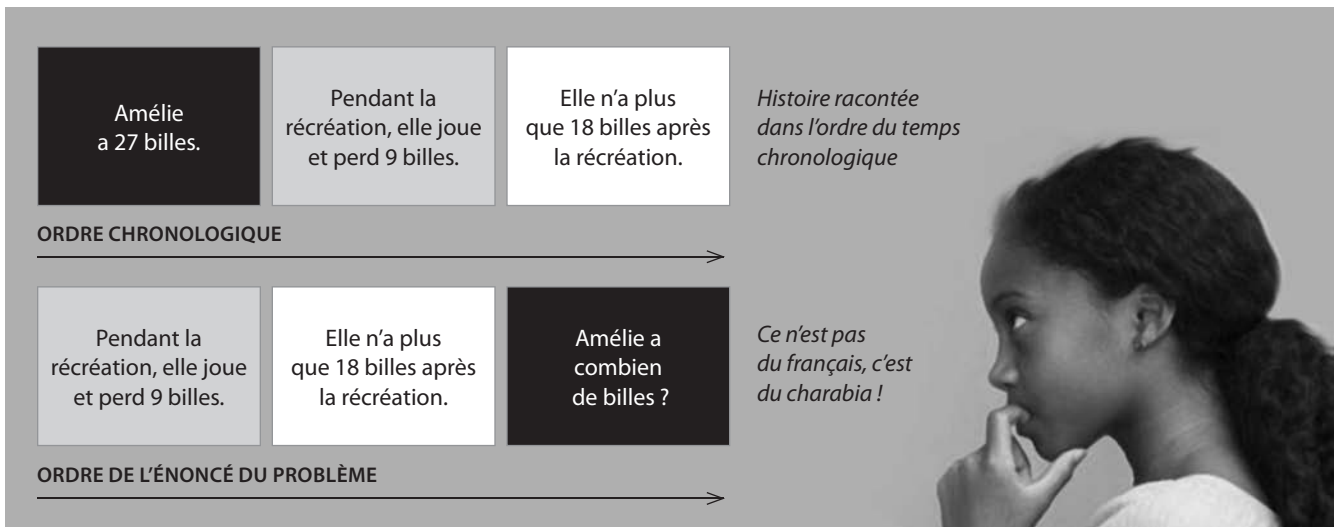 Amélie
a 27 billes.
Pendant la
récréation, elle joue
et perd 9 billes.
Elle n'a plus
que 18 billes après
la récréation.
Histoire racontée
dans l'ordre du temps
chronologique
ORDRE CHRONOLOGIQUE
Pendant la
récréation, elle joue
et perd 9 billes.
Elle n'a plus
que 18 billes après
la récréation.
Amélie a
combien
de billes ?
Ce n'est pas
du français, c'est
du charabia !
ORDRE DE L'ÉNONCÉ DU PROBLÈME